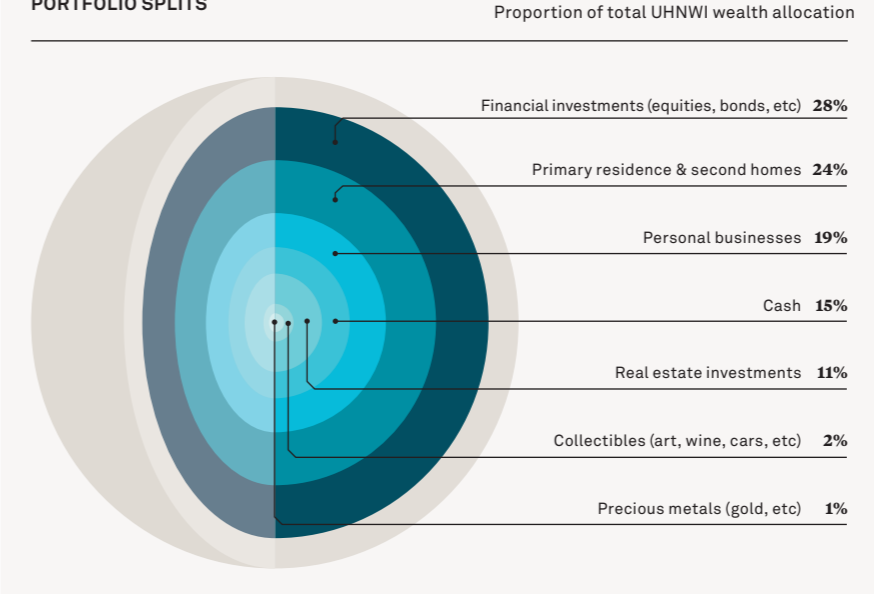 PORTFOLIO SPLITS
Proportion of total UHNWI wealth allocation
Financial investments (equities, bonds, etc) 28%
Primary residence & second homes 24%
Personal businesses 19%
Cash 15%
Real estate investments 11%
Collectibles (art, wine, cars, etc) 2%
Precious metals (gold, etc) 1%